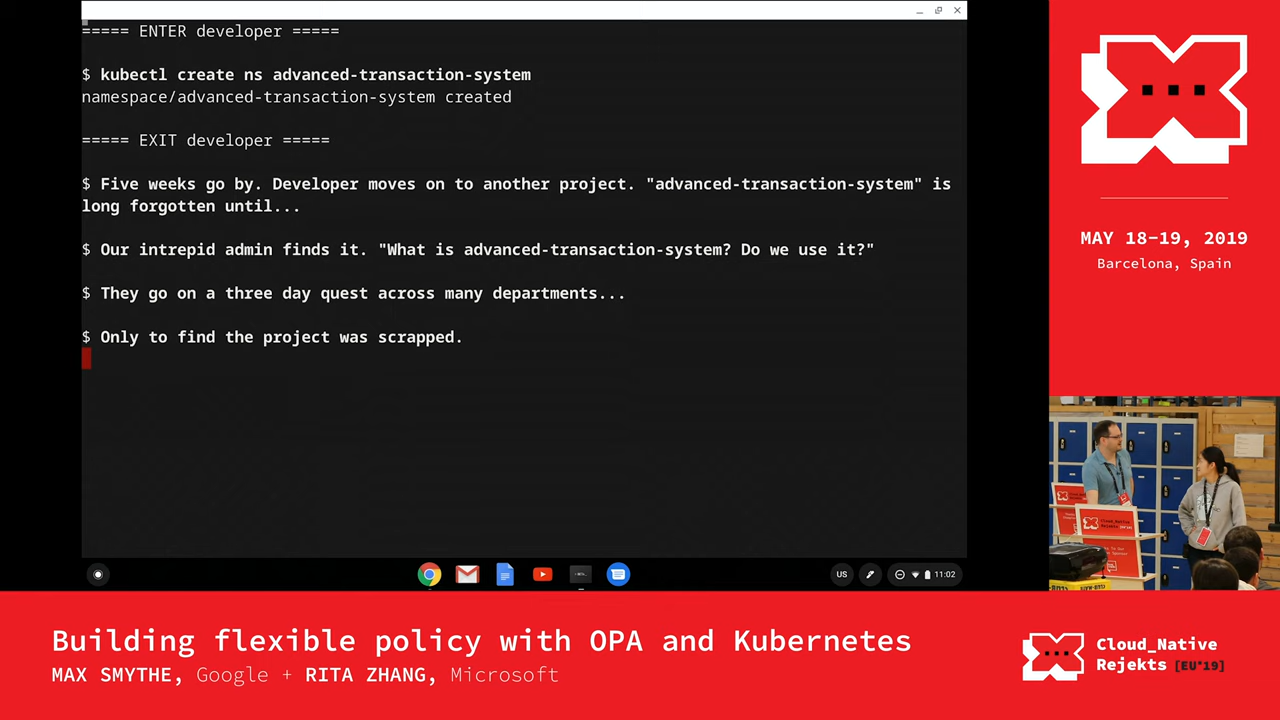 ===== ENTER developer =====
$ kubectl create ns advanced-transaction-system
namespace/advanced-transaction-system created
===== EXIT developer =====
$ Five weeks go by. Developer moves on to another project. "advanced-transaction-system" is
long forgotten until...
$ Our intrepid admin finds it. "What is advanced-transaction-system? Do we use it?"
$ They go on a three day quest across many departments...
$ Only to find the project was scrapped.
US
11:02
MAY 18-19, 2019
Barcelona, Spain
Building flexible policy with OPA and Kubernetes
MAX SMYTHE, Google + RITA ZHANG, Microsoft
Cloud_Native
Rejekts [EU'19]